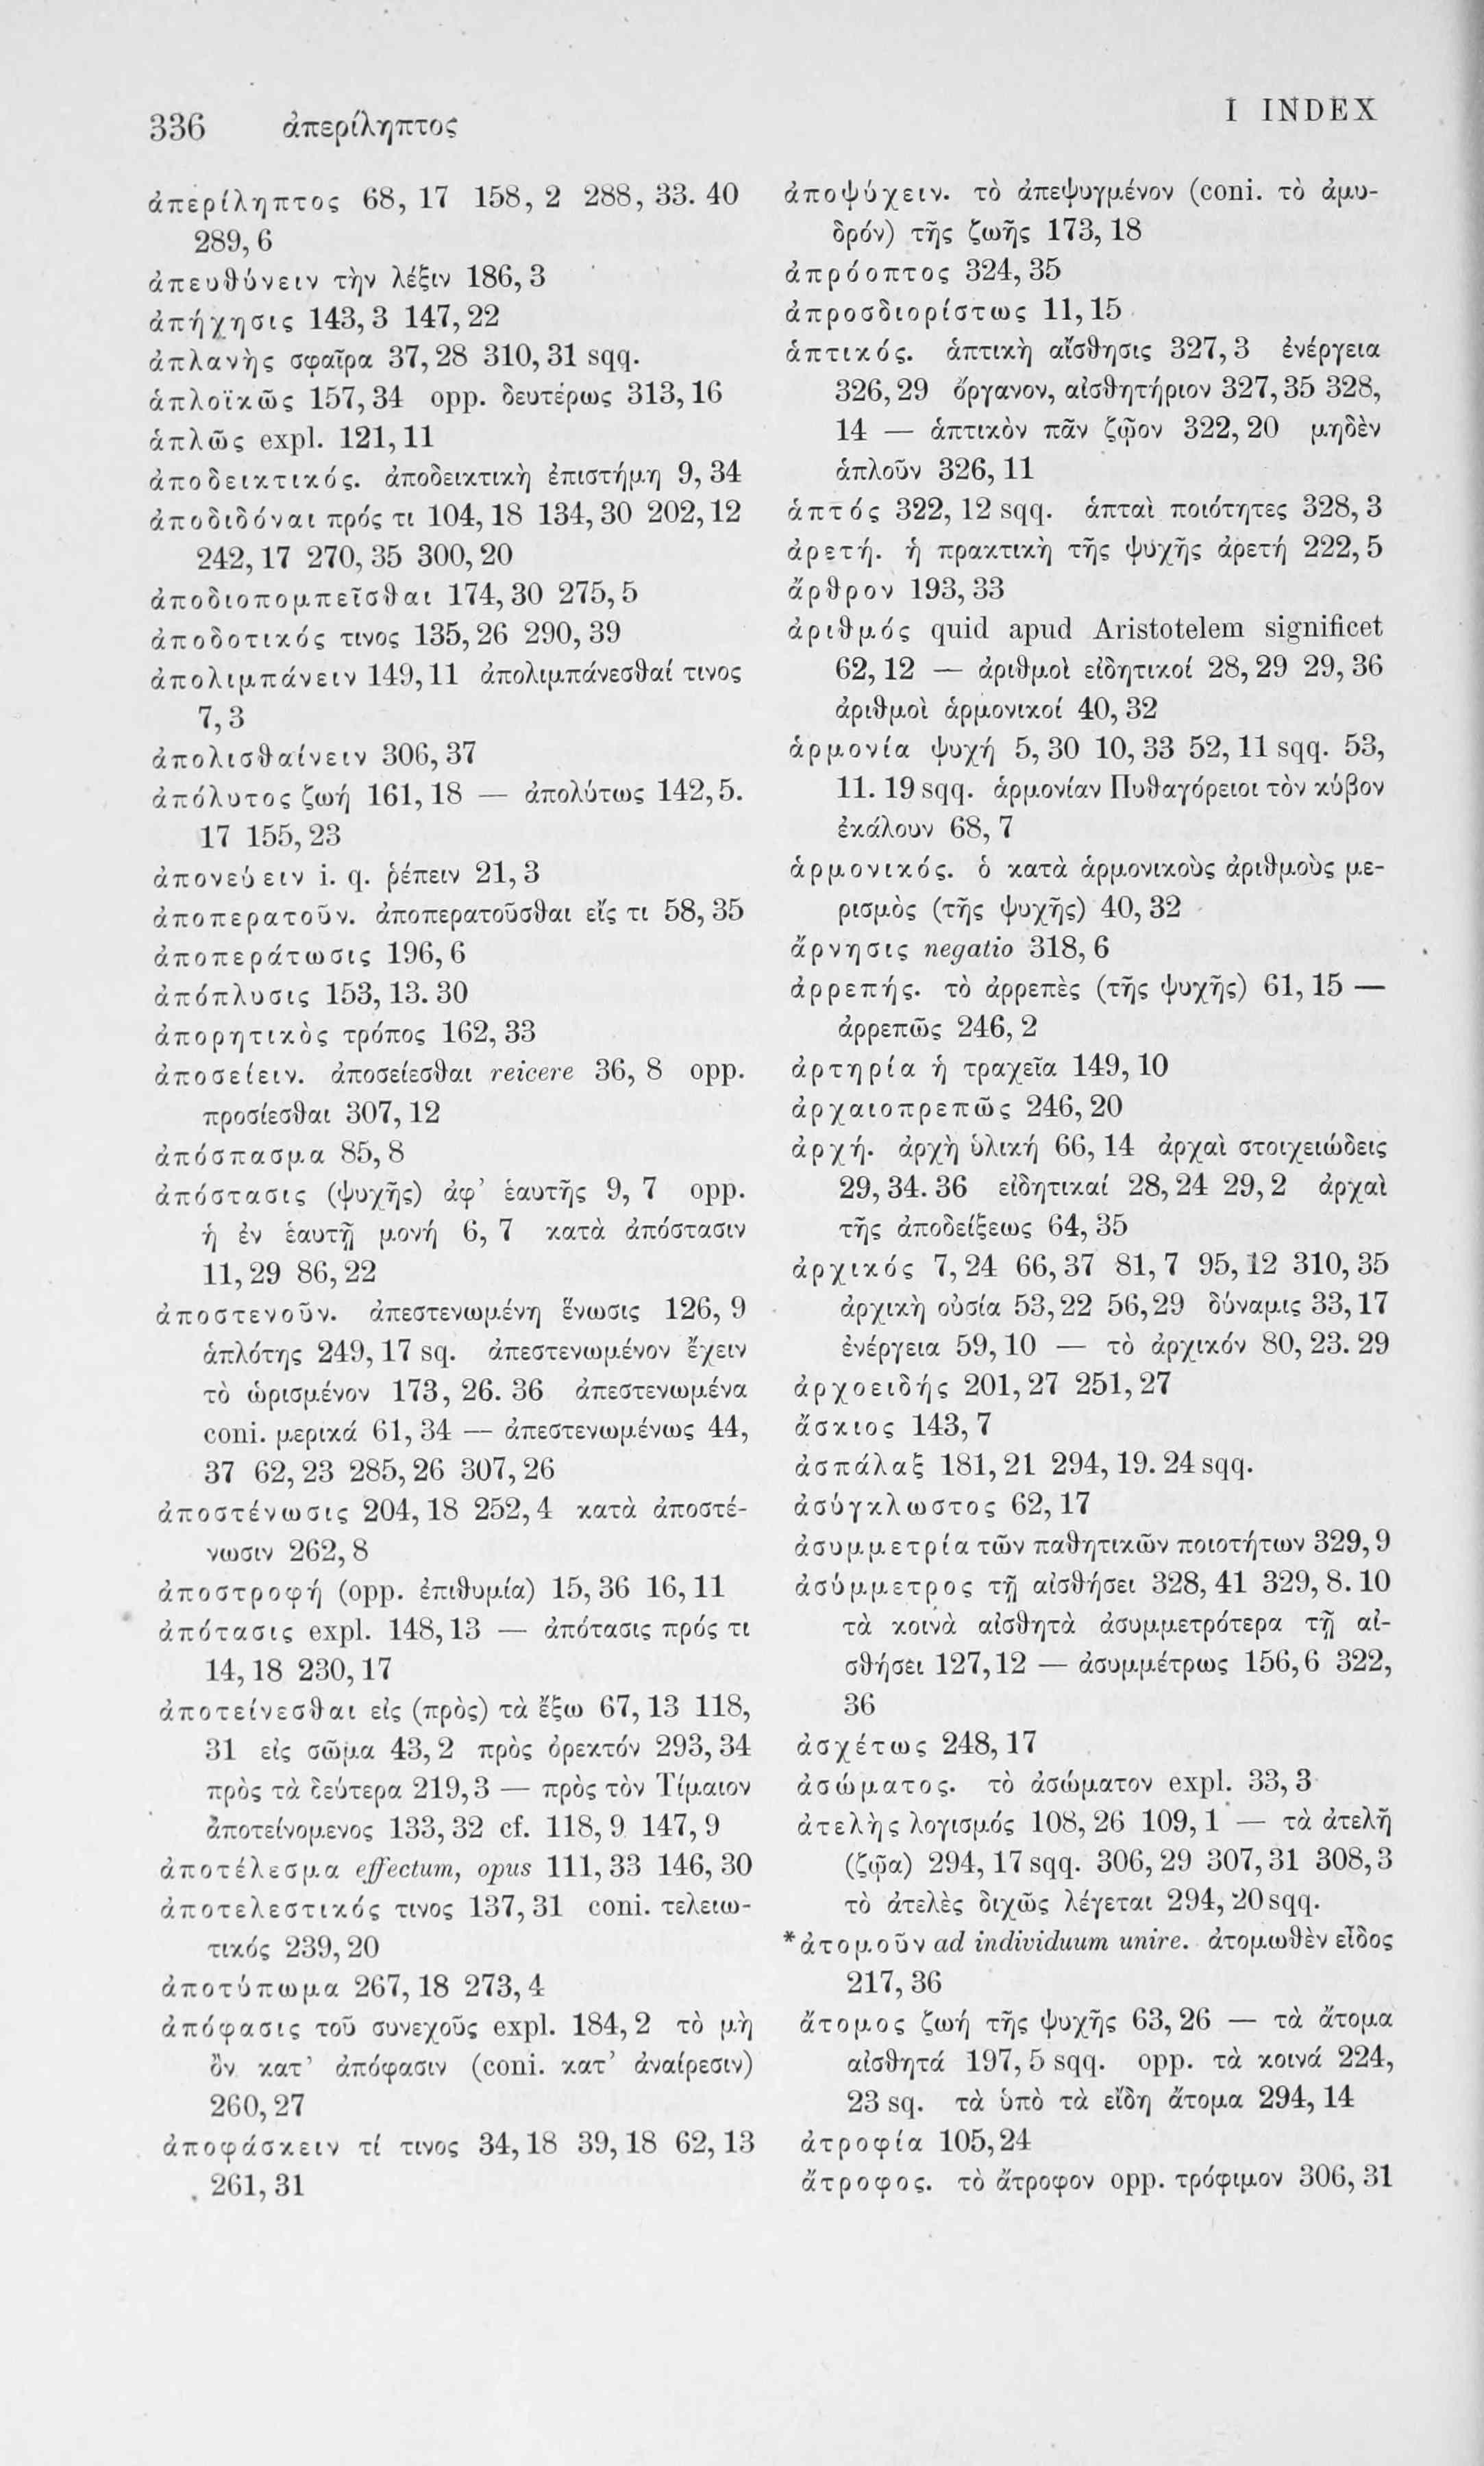 336 ἀπερίληπτος
I INDEX
ἀπερίληπτος 68, 17 158, 2 288, 33. 40
289, 6
ἀπευθύνειν τὴν λέξιν 186, 3
ἀπήχησις 143, 3 147, 22
ἀπλανὴς σφαῖρα 37, 28 310, 31 sqq.
ἁπλοϊκῶς 157, 34 opp. δευτέρως 313, 16
ἁπλῶς expl. 121, 11
ἀποδεικτικός. ἀποδεικτικὴ ἐπιστήμη 9, 34
ἀποδιδόναι πρός τι 104, 18 134, 30 202, 12
242, 17 270, 35 300, 20
ἀποδιοπομπεῖσθαι 174, 30 275, 5
ἀποδοτικός τινος 135, 26 290, 39
ἀπολιμπάνειν 149, 11 ἀπολιμπάνεσθαί τινος
7, 3
ἀπολισθαίνειν 306, 37
ἀπόλυτος ζωή 161, 18 — ἀπολύτως 142, 5.
17 155, 23
ἀπονεύειν i. q. ῥέπειν 21, 3
ἀποπερατοῦν. ἀποπερατοῦσθαι εἴς τι 58, 35
ἀποπεράτωσις 196, 6
ἀπόπλυσις 153, 13. 30
ἀπορητικὸς τρόπος 162, 33
ἀποσείειν. ἀποσείεσθαι reicere 36, 8 opp.
προσίεσθαι 307, 12
ἀπόσπασμα 85, 8
ἀπόστασις (ψυχῆς) ἀφ’ ἑαυτῆς 9, 7 opp.
ἡ ἐν ἑαυτῇ μονή 6, 7 κατὰ ἀπόστασιν
11, 29 86, 22
ἀποστενοῦν. ἀπεστενωμένη ἕνωσις 126, 9
ἁπλότης 249, 17 sq. ἀπεστενωμένον ἔχειν
τὸ ὡρισμένον 173, 26. 36 ἀπεστενωμένα
coni. μερικά 61, 34 — ἀπεστενωμένως 44,
37 62, 23 285, 26 307, 26
ἀποστένωσις 204, 18 252, 4 κατὰ ἀποστέ-
νωσιν 262, 8
ἀποστροφή (opp. ἐπιθυμία) 15, 36 16, 11
ἀπότασις expl. 148, 13 — ἀπότασις πρός τι
14, 18 230, 17
ἀποτείνεσθαι εἰς (πρὸς) τὰ ἔξω 67, 13 118,
31 εἰς σῶμα 43, 2 πρὸς ὀρεκτόν 293, 34
πρὸς τὰ δεύτερα 219, 3 — πρὸς τὸν Τίμαιον
ἀποτεινόμενος 133, 32 cf. 118, 9 147, 9
ἀποτέλεσμα effectum, opus 111, 33 146, 30
ἀποτελεστικός τινος 137, 31 coni. τελειω-
τικός 239, 20
ἀποτύπωμα 267, 18 273, 4
ἀπόφασις τοῦ συνεχοῦς expl. 184, 2 τὸ μὴ
ὂν κατ’ ἀπόφασιν (coni. κατ’ ἀναίρεσιν)
260, 27
ἀποφάσκειν τί τινος 34, 18 39, 18 62, 13
261, 31
ἀποψύχειν. τὸ ἀπεψυγμένον (coni. τὸ ἀμυ-
δρόν) τῆς ζωῆς 173, 18
ἀπρόοπτος 324, 35
ἀπροσδιορίστως 11, 15
ἁπτικός. ἁπτικὴ αἴσθησις 327, 3 ἐνέργεια
326, 29 ὄργανον, αἰσθητήριον 327, 35 328,
14 — ἁπτικὸν πᾶν ζῷον 322, 20 μηδὲν
ἁπλοῦν 326, 11
ἁπτός 322, 12 sqq. ἁπταὶ ποιότητες 328, 3
ἀρετή. ἡ πρακτικὴ τῆς ψυχῆς ἀρετή 222, 5
ἄρθρον 193, 33
ἀριθμός quid apud Aristotelem significet
62, 12 — ἀριθμοὶ εἰδητικοί 28, 29 29, 36
ἀριθμοὶ ἁρμονικοί 40, 32
ἁρμονία ψυχή 5, 30 10, 33 52, 11 sqq. 53,
11. 19 sqq. ἁρμονίαν Πυθαγόρειοι τὸν κύβον
ἐκάλουν 68, 7
ἁρμονικός. ὁ κατὰ ἁρμονικοὺς ἀριθμοὺς με-
ρισμὸς (τῆς ψυχῆς) 40, 32
ἄρνησις negatio 318, 6
ἀρρεπής. τὸ ἀρρεπὲς (τῆς ψυχῆς) 61, 15 —
ἀρρεπῶς 246, 2
ἀρτηρία ἡ τραχεῖα 149, 10
ἀρχαιοπρεπῶς 246, 20
ἀρχή. ἀρχὴ ὑλική 66, 14 ἀρχαὶ στοιχειώδεις
29, 34. 36 εἰδητικαί 28, 24 29, 2 ἀρχαὶ
τῆς ἀποδείξεως 64, 35
ἀρχικός 7, 24 66, 37 81, 7 95, 12 310, 35
ἀρχικὴ οὐσία 53, 22 56, 29 δύναμις 33, 17
ἐνέργεια 59, 10 — τὸ ἀρχικόν 80, 23. 29
ἀρχοειδής 201, 27 251, 27
ἄσκιος 143, 7
ἀσπάλαξ 181, 21 294, 19. 24 sqq.
ἀσύγκλωστος 62, 17
ἀσυμμετρία τῶν παθητικῶν ποιοτήτων 329, 9
ἀσύμμετρος τῇ αἰσθήσει 328, 41 329, 8. 10
τὰ κοινὰ αἰσθητὰ ἀσυμμετρότερα τῇ αἰ-
σθήσει 127, 12 — ἀσυμμέτρως 156, 6 322,
36
ἀσχέτως 248, 17
ἀσώματος. τὸ ἀσώματον expl. 33, 3
ἀτελὴς λογισμός 108, 26 109, 1 — τὰ ἀτελῆ
(ζῷα) 294, 17 sqq. 306, 29 307, 31 308, 3
τὸ ἀτελὲς διχῶς λέγεται 294, 20 sqq.
*ἀτομοῦν ad individuum unire. ἀτομωθὲν εἶδος
217, 36
ἄτομος ζωή τῆς ψυχῆς 63, 26 — τὰ ἄτομα
αἰσθητά 197, 5 sqq. opp. τὰ κοινά 224,
23 sq. τὰ ὑπὸ τὰ εἴδη ἄτομα 294, 14
ἀτροφία 105, 24
ἄτροφος. τὸ ἄτροφον opp. τρόφιμον 306, 31